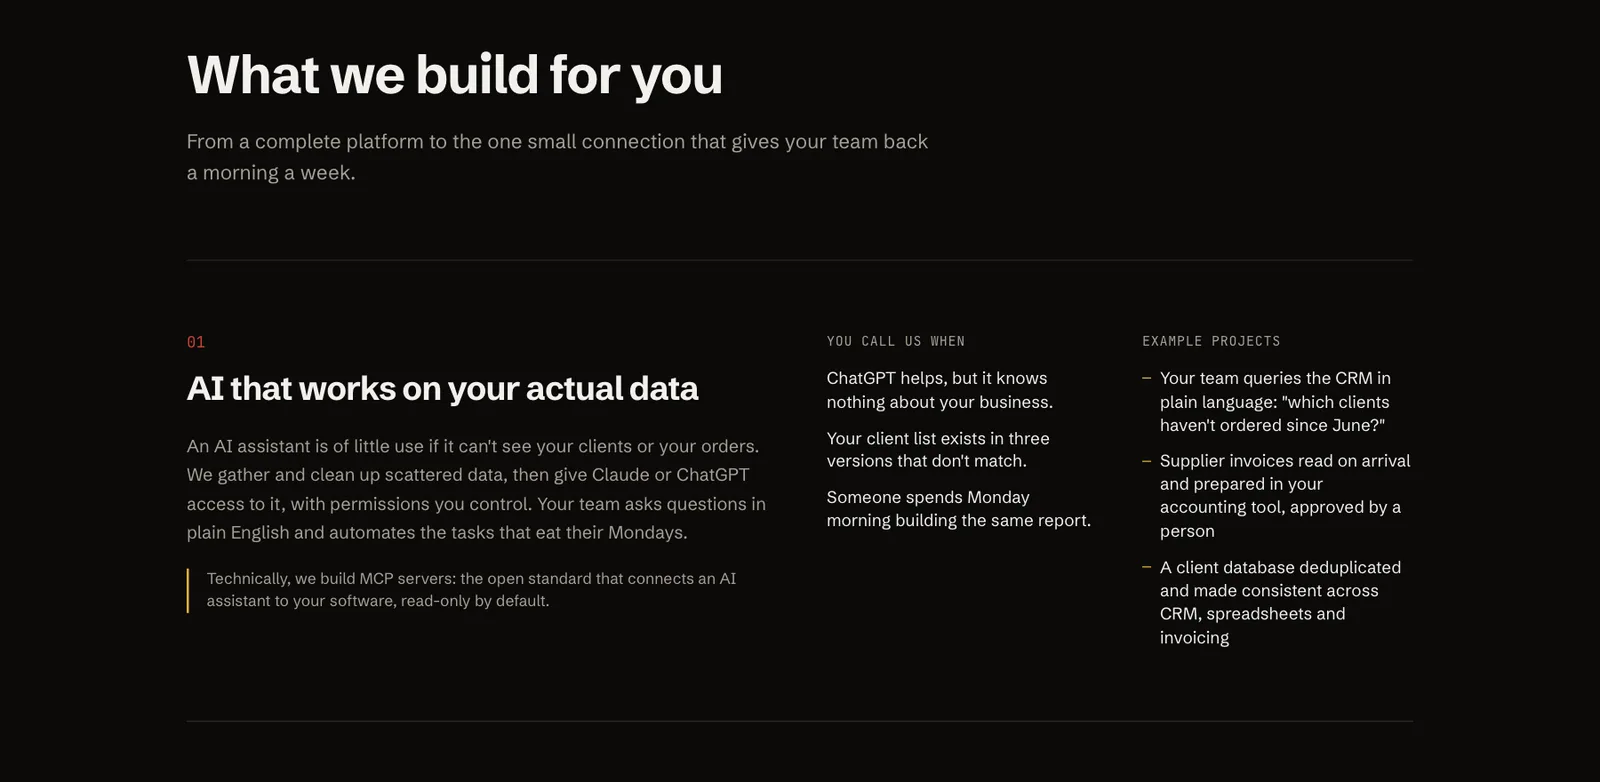 What we build for you
From a complete platform to the one small connection that gives your team back
a morning a week.
01
AI that works on your actual data
An AI assistant is of little use if it can't see your clients or your orders.
We gather and clean up scattered data, then give Claude or ChatGPT
access to it, with permissions you control. Your team asks questions in
plain English and automates the tasks that eat their Mondays.
Technically, we build MCP servers: the open standard that connects an AI
assistant to your software, read-only by default.
YOU CALL US WHEN
ChatGPT helps, but it knows
nothing about your business.
Your client list exists in three
versions that don't match.
Someone spends Monday
morning building the same report.
EXAMPLE PROJECTS
– Your team queries the CRM in
plain language: "which clients
haven't ordered since June?"
– Supplier invoices read on arrival
and prepared in your
accounting tool, approved by a
person
– A client database deduplicated
and made consistent across
CRM, spreadsheets and
invoicing